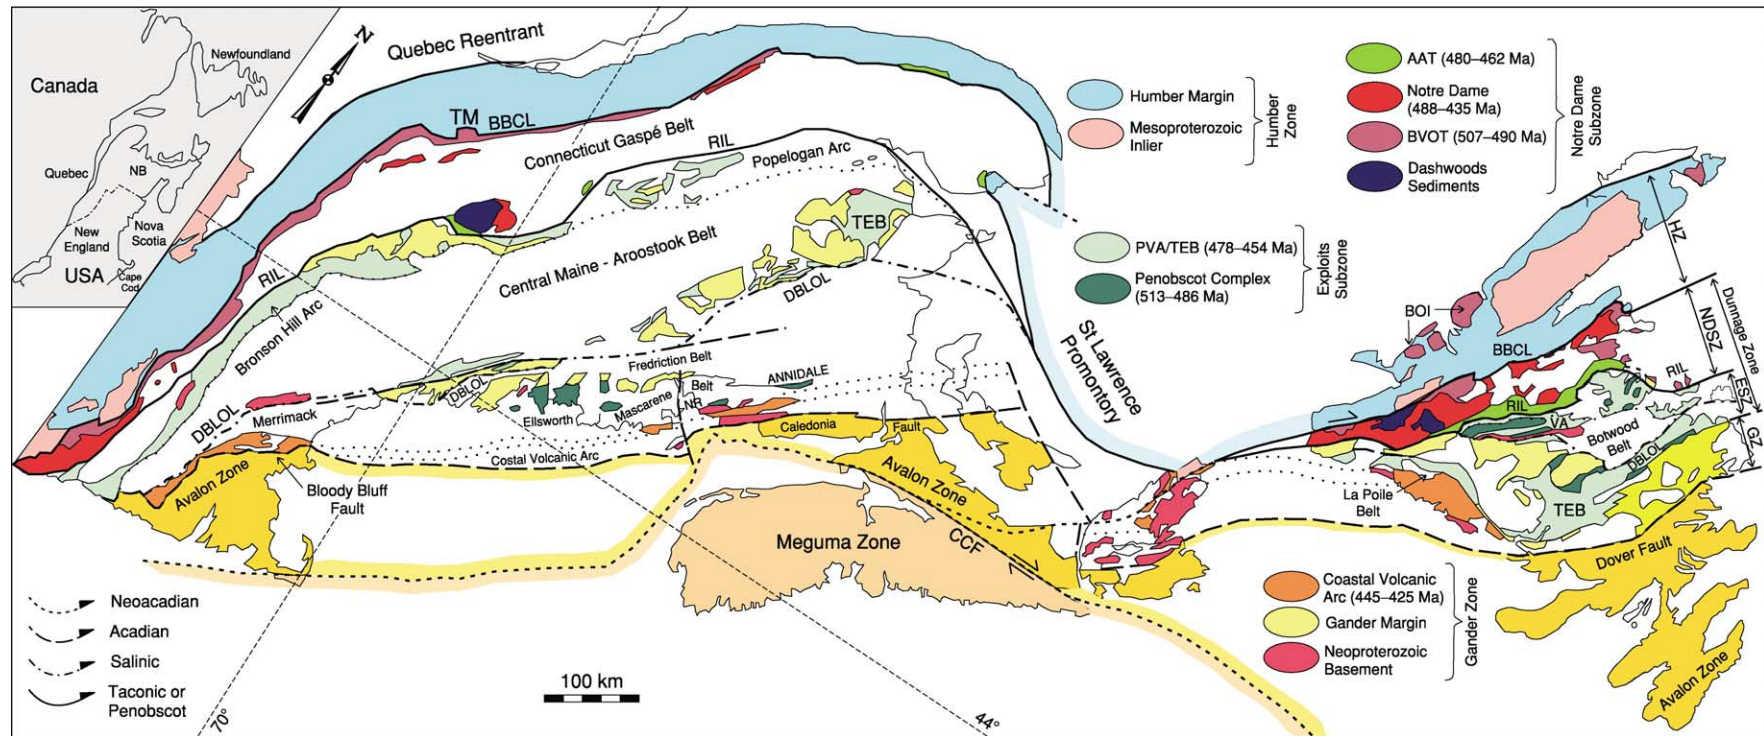 Canada
Newfoundland
Quebec
NB
New
England
Nova
Scotia
USA
Cape
Cod
N
Quebec Reentrant
TM
BBCL
Connecticut Gaspé Belt
RIL
Popelogan Arc
TEB
Central Maine - Aroostook Belt
RIL
Bronson Hill Arc
DBLOL
Fredriction Belt
DBLOL
DBLOL
Merrimack
Ellsworth
Mascarene
Belt
NR
ANNIDALE
Caledonia
Fault
Costal Volcanic Arc
Avalon Zone
Bloody Bluff
Fault
Avalon Zone
Meguma Zone
CCF
St Lawrence
Promontory
Humber Margin
Mesoproterozoic
Inlier
Humber
Zone
AAT (480–462 Ma)
Notre Dame
(488–435 Ma)
BVOT (507–490 Ma)
Dashwoods
Sediments
Notre Dame
Subzone
PVA/TEB (478–454 Ma)
Penobscot Complex
(513–486 Ma)
Exploits
Subzone
HZ
BOI
BBCL
NDSZ
Dunnage Zone
RIL
ESZ
GZ
RIL
VA
Botwood
Belt
DBLOL
La Poile
Belt
TEB
Dover Fault
Avalon Zone
Coastal Volcanic
Arc (445–425 Ma)
Gander Margin
Neoproterozoic
Basement
Gander Zone
Neoacadian
Acadian
Salinic
Taconic or
Penobscot
100 km
70°
44°